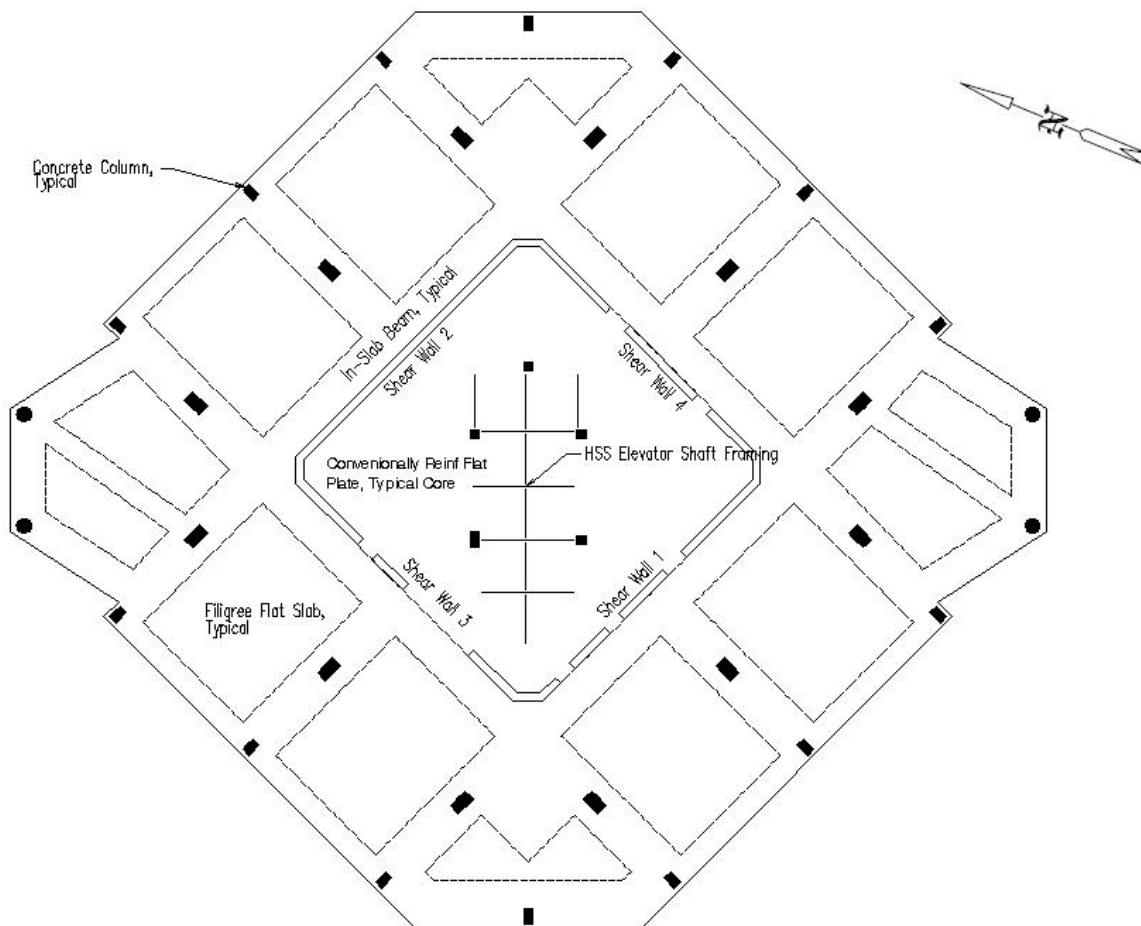 Concrete Column,
Typical
In-Slab Beam, Typical
Shear Wall 2
Shear Wall 4
HSS Elevator Shaft Framing
Convenionally Reinf Flat
Plate, Typical Core
Shear Wall 3
Shear Wall 1
Filigree Flat Slab,
Typical
N